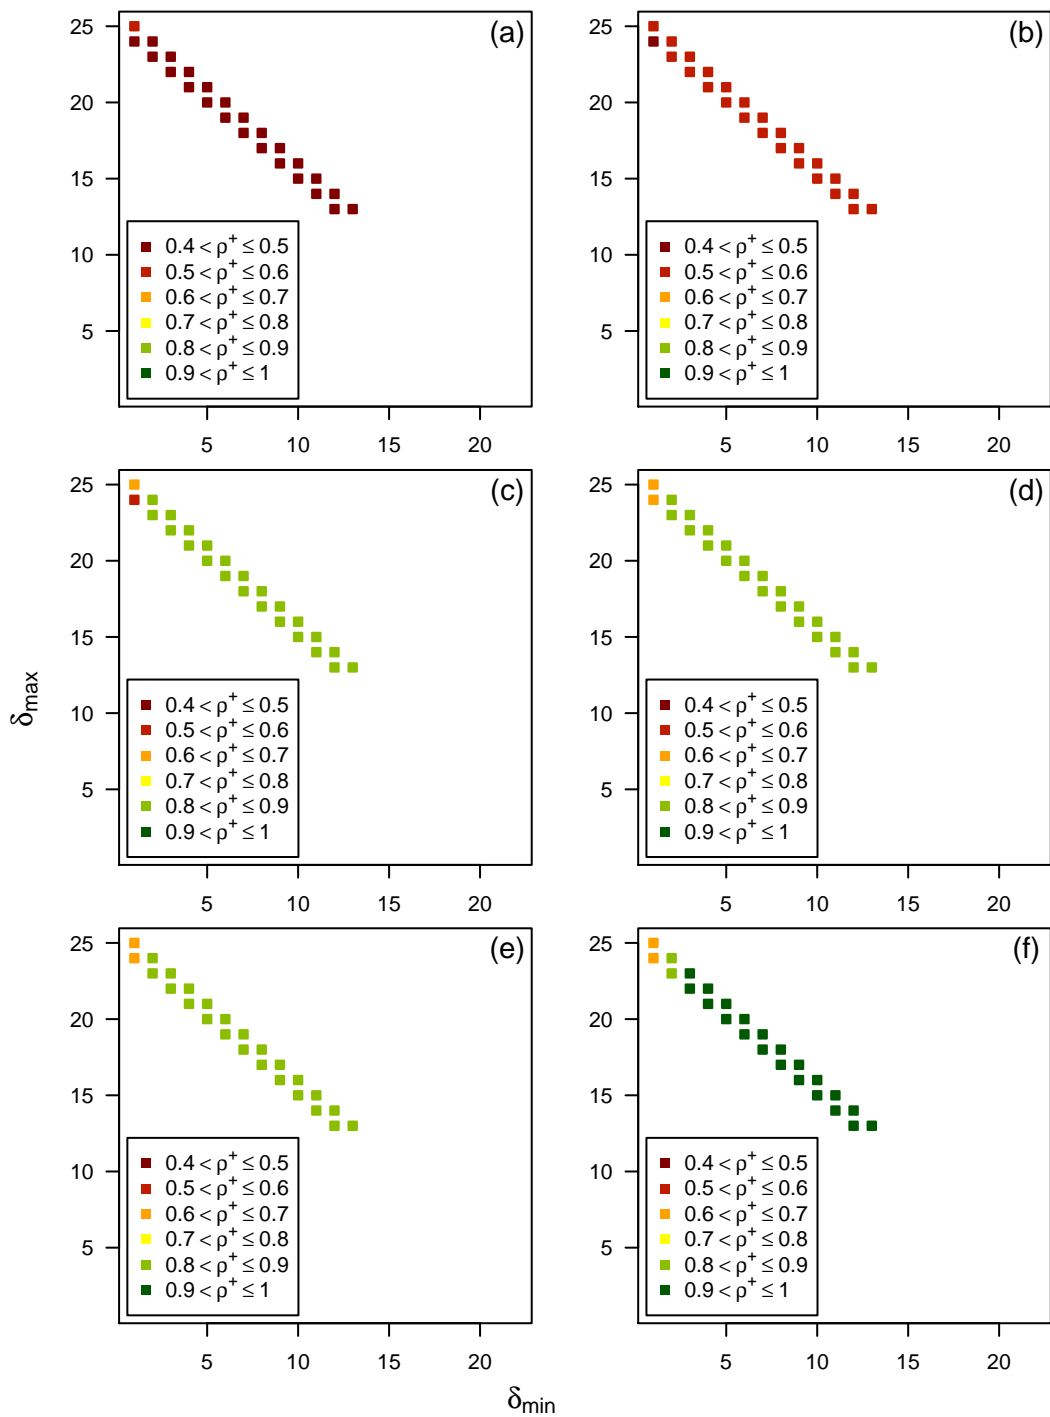 (a)
25
20
15
10
5
0.4 < ρ⁺ ≤ 0.5
0.5 < ρ⁺ ≤ 0.6
0.6 < ρ⁺ ≤ 0.7
0.7 < ρ⁺ ≤ 0.8
0.8 < ρ⁺ ≤ 0.9
0.9 < ρ⁺ ≤ 1
5 10 15 20
(b)
25
20
15
10
5
0.4 < ρ⁺ ≤ 0.5
0.5 < ρ⁺ ≤ 0.6
0.6 < ρ⁺ ≤ 0.7
0.7 < ρ⁺ ≤ 0.8
0.8 < ρ⁺ ≤ 0.9
0.9 < ρ⁺ ≤ 1
5 10 15 20
(c)
25
20
15
10
5
0.4 < ρ⁺ ≤ 0.5
0.5 < ρ⁺ ≤ 0.6
0.6 < ρ⁺ ≤ 0.7
0.7 < ρ⁺ ≤ 0.8
0.8 < ρ⁺ ≤ 0.9
0.9 < ρ⁺ ≤ 1
5 10 15 20
(d)
25
20
15
10
5
0.4 < ρ⁺ ≤ 0.5
0.5 < ρ⁺ ≤ 0.6
0.6 < ρ⁺ ≤ 0.7
0.7 < ρ⁺ ≤ 0.8
0.8 < ρ⁺ ≤ 0.9
0.9 < ρ⁺ ≤ 1
5 10 15 20
δmax
(e)
25
20
15
10
5
0.4 < ρ⁺ ≤ 0.5
0.5 < ρ⁺ ≤ 0.6
0.6 < ρ⁺ ≤ 0.7
0.7 < ρ⁺ ≤ 0.8
0.8 < ρ⁺ ≤ 0.9
0.9 < ρ⁺ ≤ 1
5 10 15 20
(f)
25
20
15
10
5
0.4 < ρ⁺ ≤ 0.5
0.5 < ρ⁺ ≤ 0.6
0.6 < ρ⁺ ≤ 0.7
0.7 < ρ⁺ ≤ 0.8
0.8 < ρ⁺ ≤ 0.9
0.9 < ρ⁺ ≤ 1
5 10 15 20
δmin